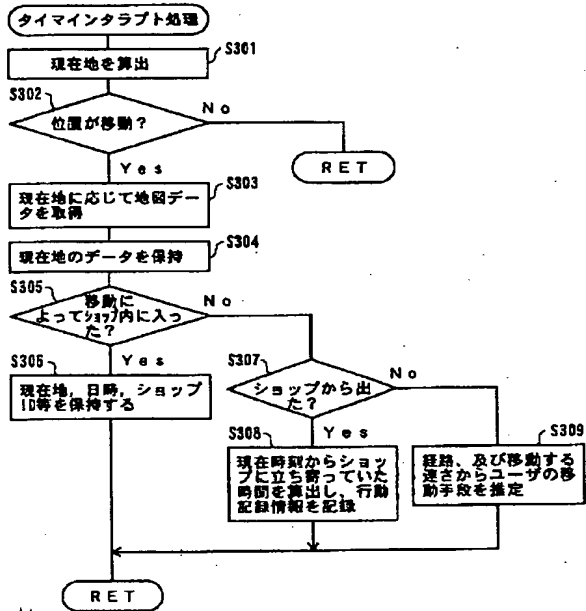 タイマインタラプト処理
S301
現在地を算出
S302
位置が移動?
No
RET
Yes
S303
現在地に応じて地図デー
タを取得
S304
現在地のデータを保持
S305
移動に
よってショップ内に入っ
た?
No
Yes
S306
現在地,日時,ショップ
ID等を保持する
S307
ショップから出
た?
No
Yes
S308
現在時刻からショッ
プに立ち寄っていた
時間を算出し、行動
記録情報を記録
S309
経路、及び移動する
速さからユーザの移
動手段を推定
RET